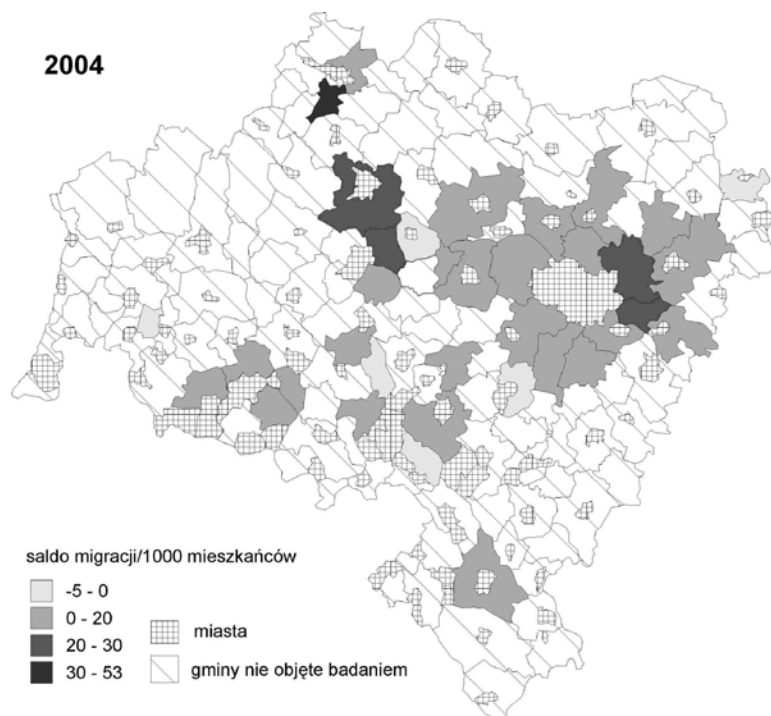 2004
saldo migracji/1000 mieszkańców
-5 - 0
0 - 20
20 - 30
30 - 53
miasta
gminy nie objęte badaniem